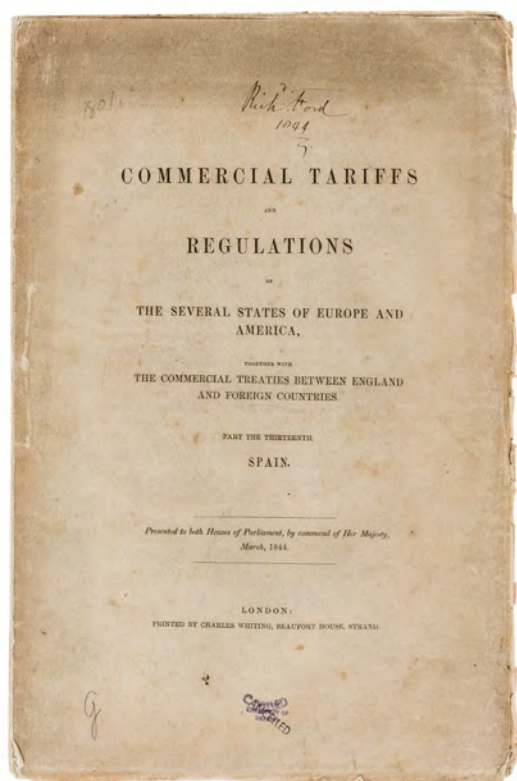 801
Rich Ford
COMMERCIAL TARIFFS
AND
REGULATIONS
OF
THE SEVERAL STATES OF EUROPE AND
AMERICA,
TOGETHER WITH
THE COMMERCIAL TREATIES BETWEEN ENGLAND
AND FOREIGN COUNTRIES.
PART THE THIRTEENTH.
SPAIN.
Presented to both Houses of Parliament, by command of Her Majesty,
March, 1844.
LONDON:
PRINTED BY CHARLES WHITING, BEAUFORT HOUSE, STRAND.
G
CANCELLED